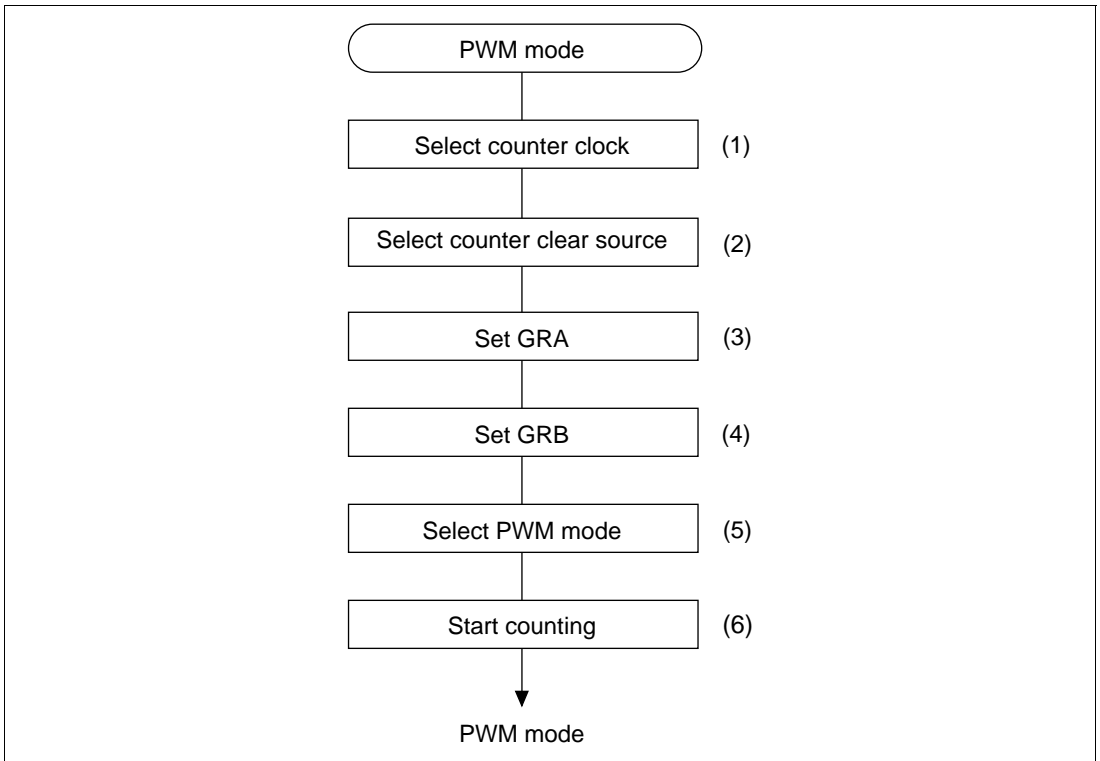 PWM mode
Select counter clock (1)
Select counter clear source (2)
Set GRA (3)
Set GRB (4)
Select PWM mode (5)
Start counting (6)
PWM mode